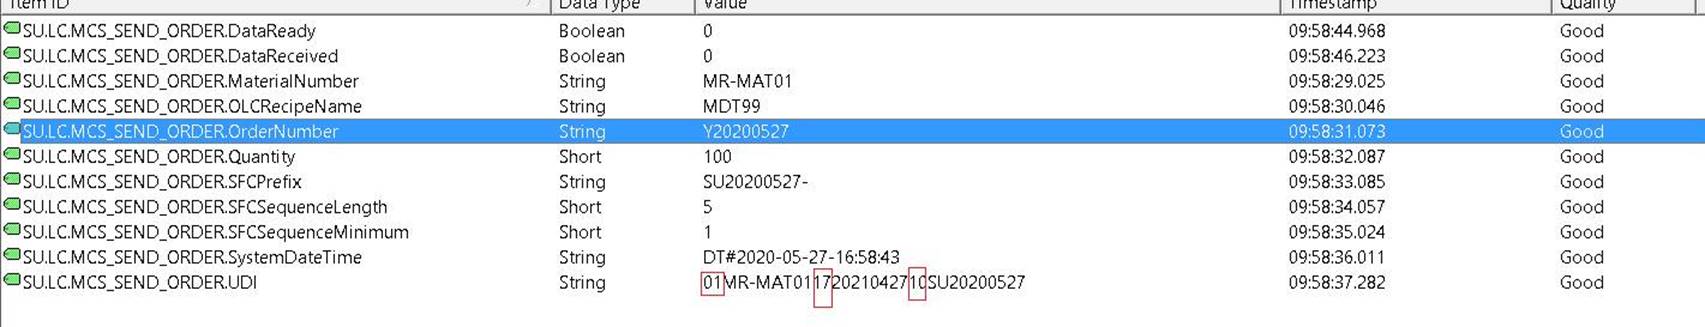 Item ID Data Type Value Timestamp Quality
SU.LC.MCS_SEND_ORDER.DataReady Boolean 0 09:58:44.968 Good
SU.LC.MCS_SEND_ORDER.DataReceived Boolean 0 09:58:46.223 Good
SU.LC.MCS_SEND_ORDER.MaterialNumber String MR-MAT01 09:58:29.025 Good
SU.LC.MCS_SEND_ORDER.OLCRecipeName String MDT99 09:58:30.046 Good
SU.LC.MCS_SEND_ORDER.OrderNumber String Y20200527 09:58:31.073 Good
SU.LC.MCS_SEND_ORDER.Quantity Short 100 09:58:32.087 Good
SU.LC.MCS_SEND_ORDER.SFCPrefix String SU20200527- 09:58:33.085 Good
SU.LC.MCS_SEND_ORDER.SFCSequenceLength Short 5 09:58:34.057 Good
SU.LC.MCS_SEND_ORDER.SFCSequenceMinimum Short 1 09:58:35.024 Good
SU.LC.MCS_SEND_ORDER.SystemDateTime String DT#2020-05-27-16:58:43 09:58:36.011 Good
SU.LC.MCS_SEND_ORDER.UDI String 01MR-MAT01172021042710SU20200527 09:58:37.282 Good